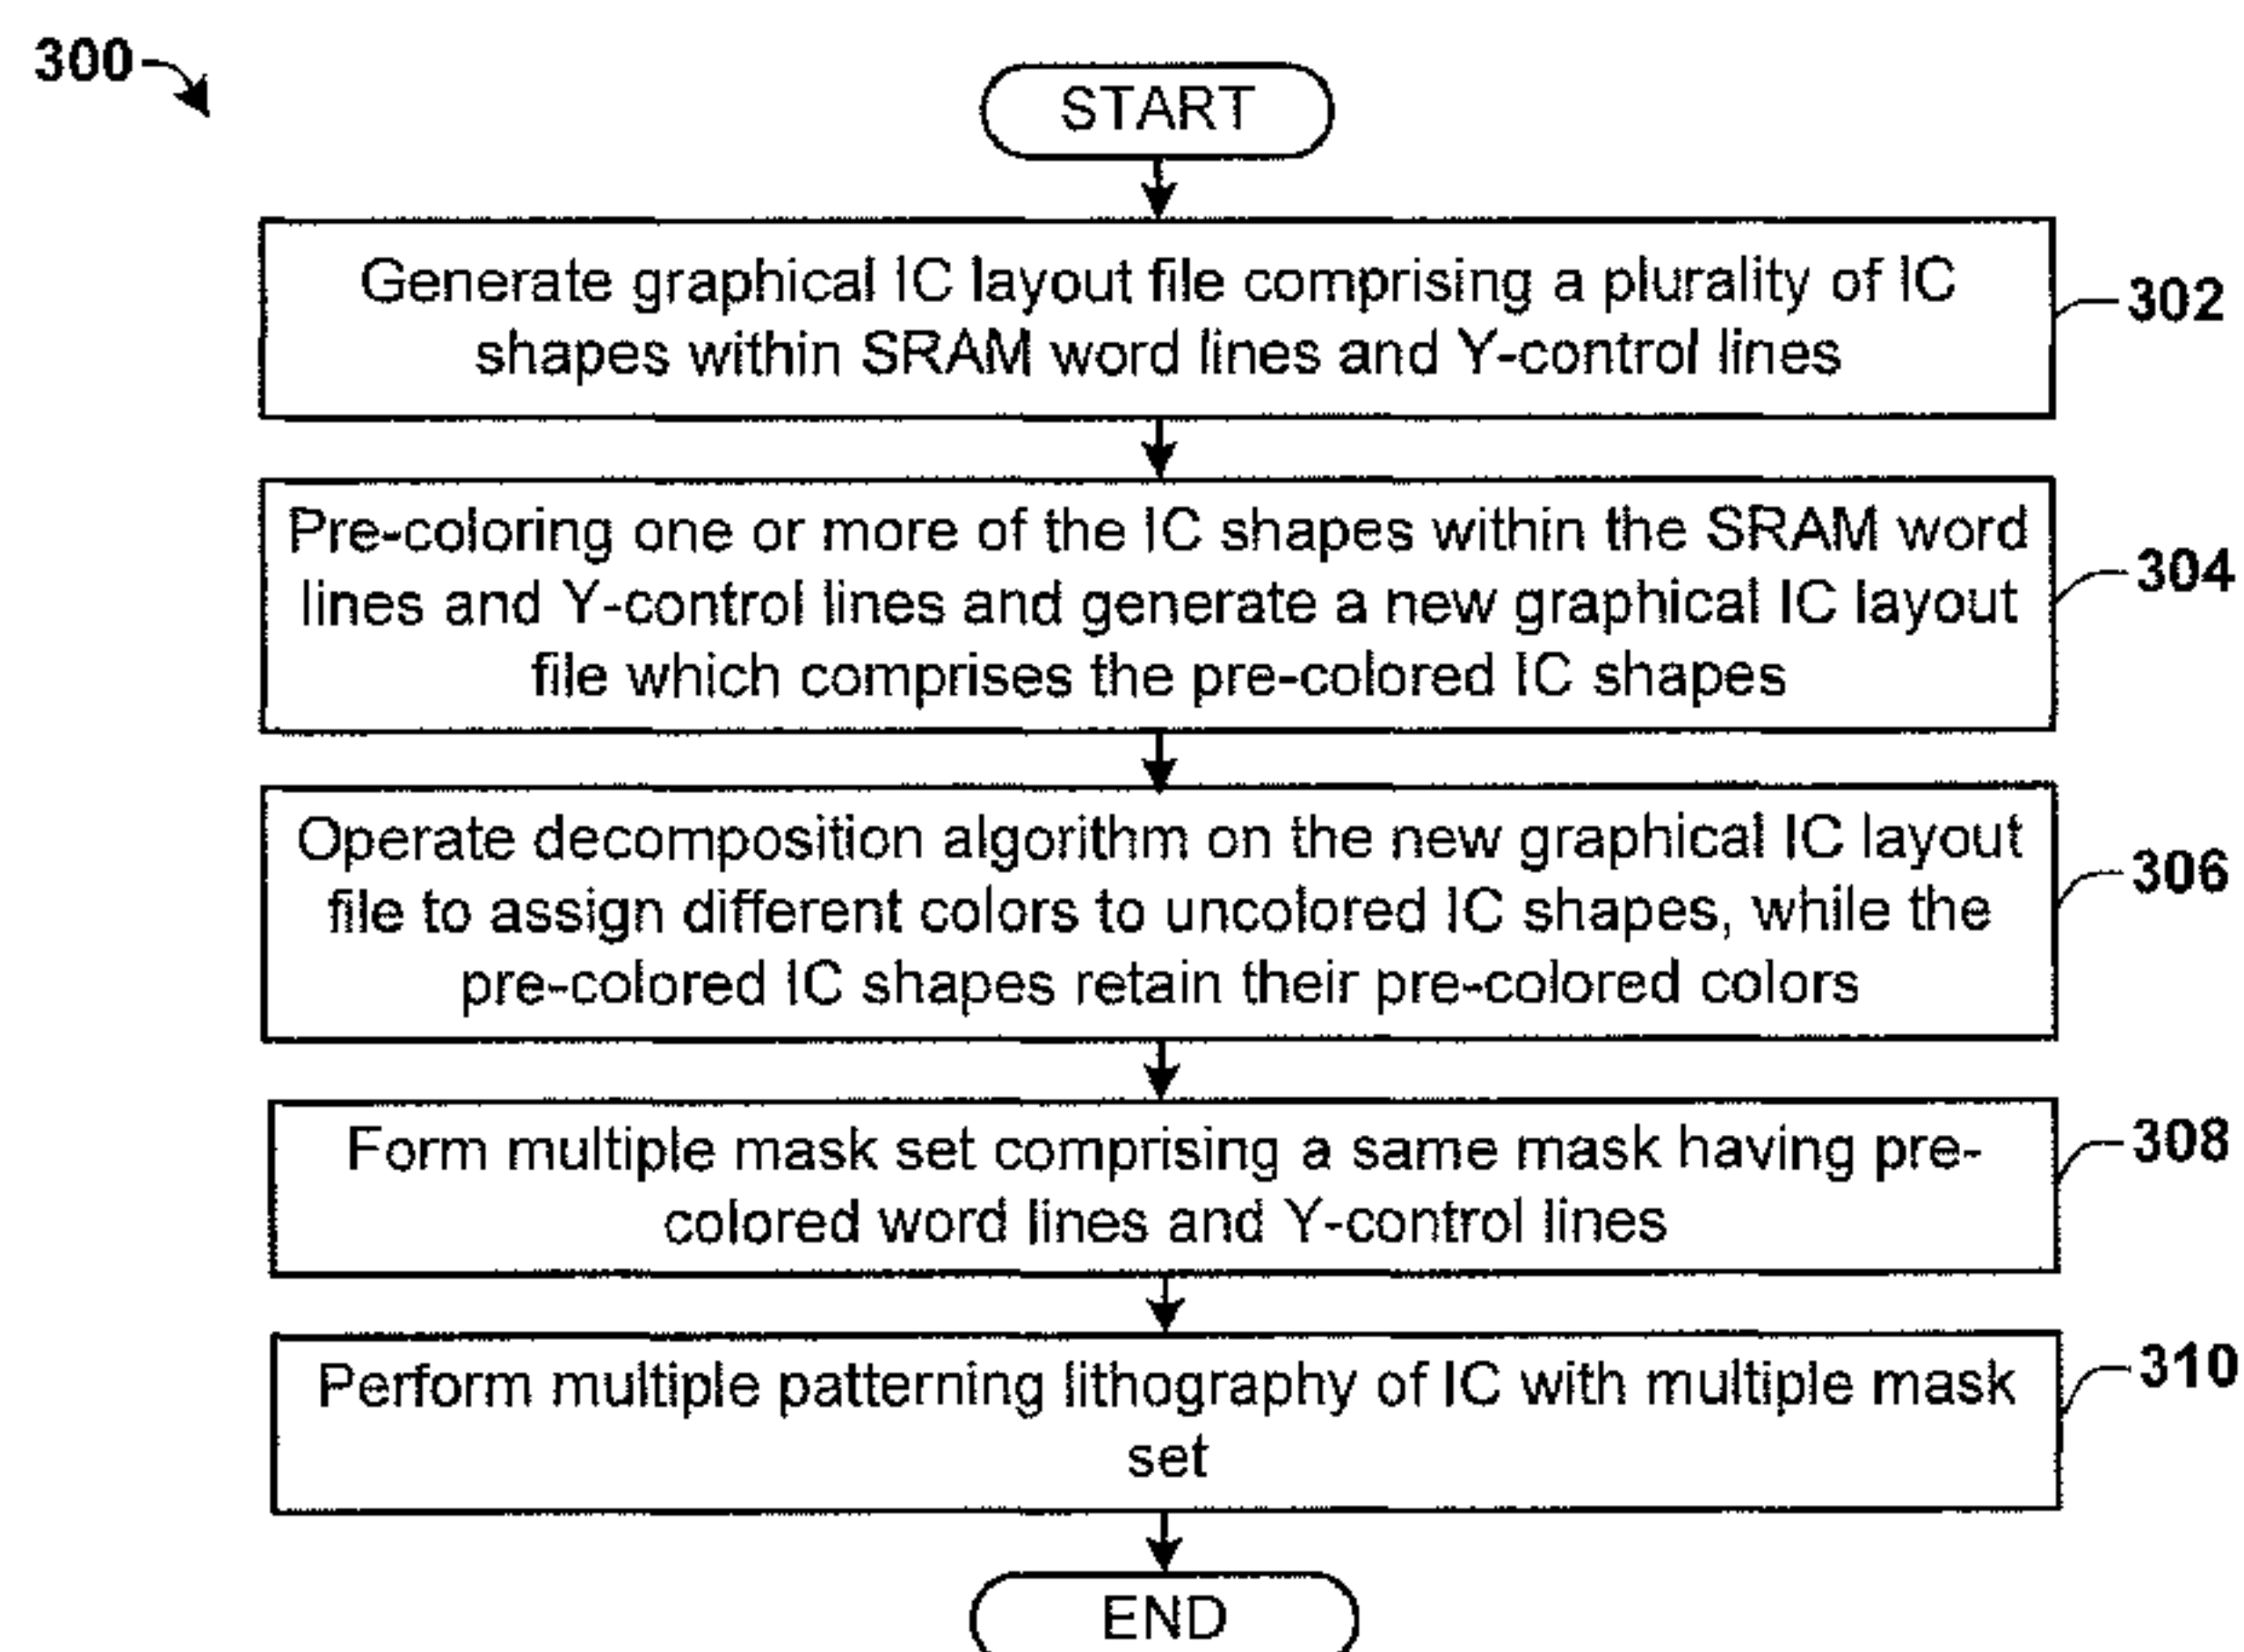 300
START
Generate graphical IC layout file comprising a plurality of IC
shapes within SRAM word lines and Y-control lines
302
Pre-coloring one or more of the IC shapes within the SRAM word
lines and Y-control lines and generate a new graphical IC layout
file which comprises the pre-colored IC shapes
304
Operate decomposition algorithm on the new graphical IC layout
file to assign different colors to uncolored IC shapes, while the
pre-colored IC shapes retain their pre-colored colors
306
Form multiple mask set comprising a same mask having pre-
colored word lines and Y-control lines
308
Perform multiple patterning lithography of IC with multiple mask
set
310
END